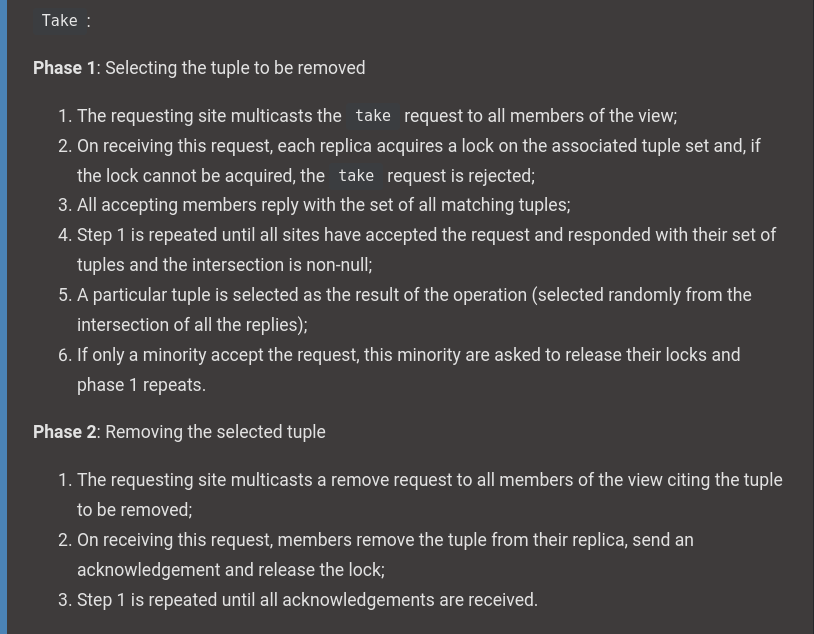 Take :
Phase 1: Selecting the tuple to be removed
1. The requesting site multicasts the take request to all members of the view;
2. On receiving this request, each replica acquires a lock on the associated tuple set and, if
the lock cannot be acquired, the take request is rejected;
3. All accepting members reply with the set of all matching tuples;
4. Step 1 is repeated until all sites have accepted the request and responded with their set of
tuples and the intersection is non-null;
5. A particular tuple is selected as the result of the operation (selected randomly from the
intersection of all the replies);
6. If only a minority accept the request, this minority are asked to release their locks and
phase 1 repeats.
Phase 2: Removing the selected tuple
1. The requesting site multicasts a remove request to all members of the view citing the tuple
to be removed;
2. On receiving this request, members remove the tuple from their replica, send an
acknowledgement and release the lock;
3. Step 1 is repeated until all acknowledgements are received.